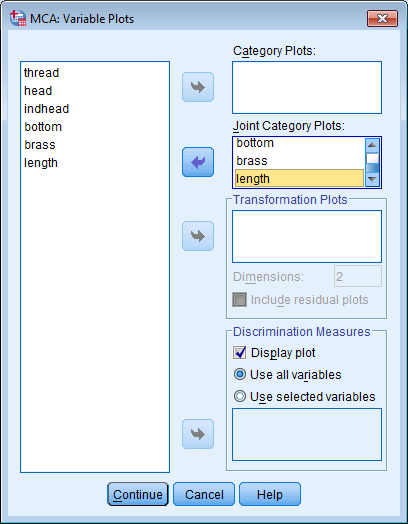 MCA: Variable Plots
thread
head
indhead
bottom
brass
length
Category Plots:
Joint Category Plots:
bottom
brass
length
Transformation Plots
Dimensions: 2
Include residual plots
Discrimination Measures
Display plot
Use all variables
Use selected variables
Continue Cancel Help